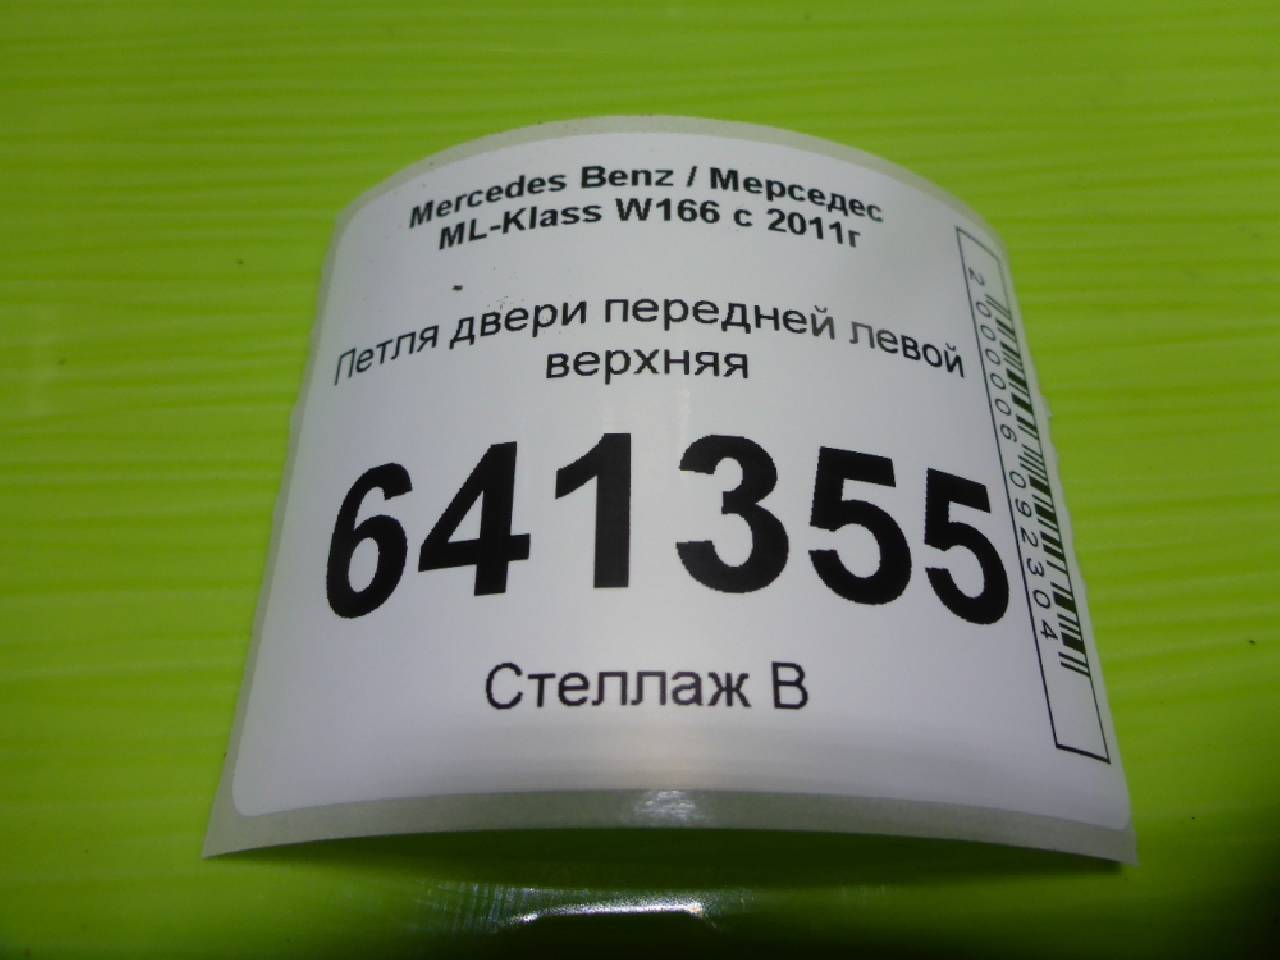 Mercedes Benz / Мерседес
ML-Klass W166 с 2011г
Петля двери передней левой
верхняя
641355
Стеллаж В
2000006092304